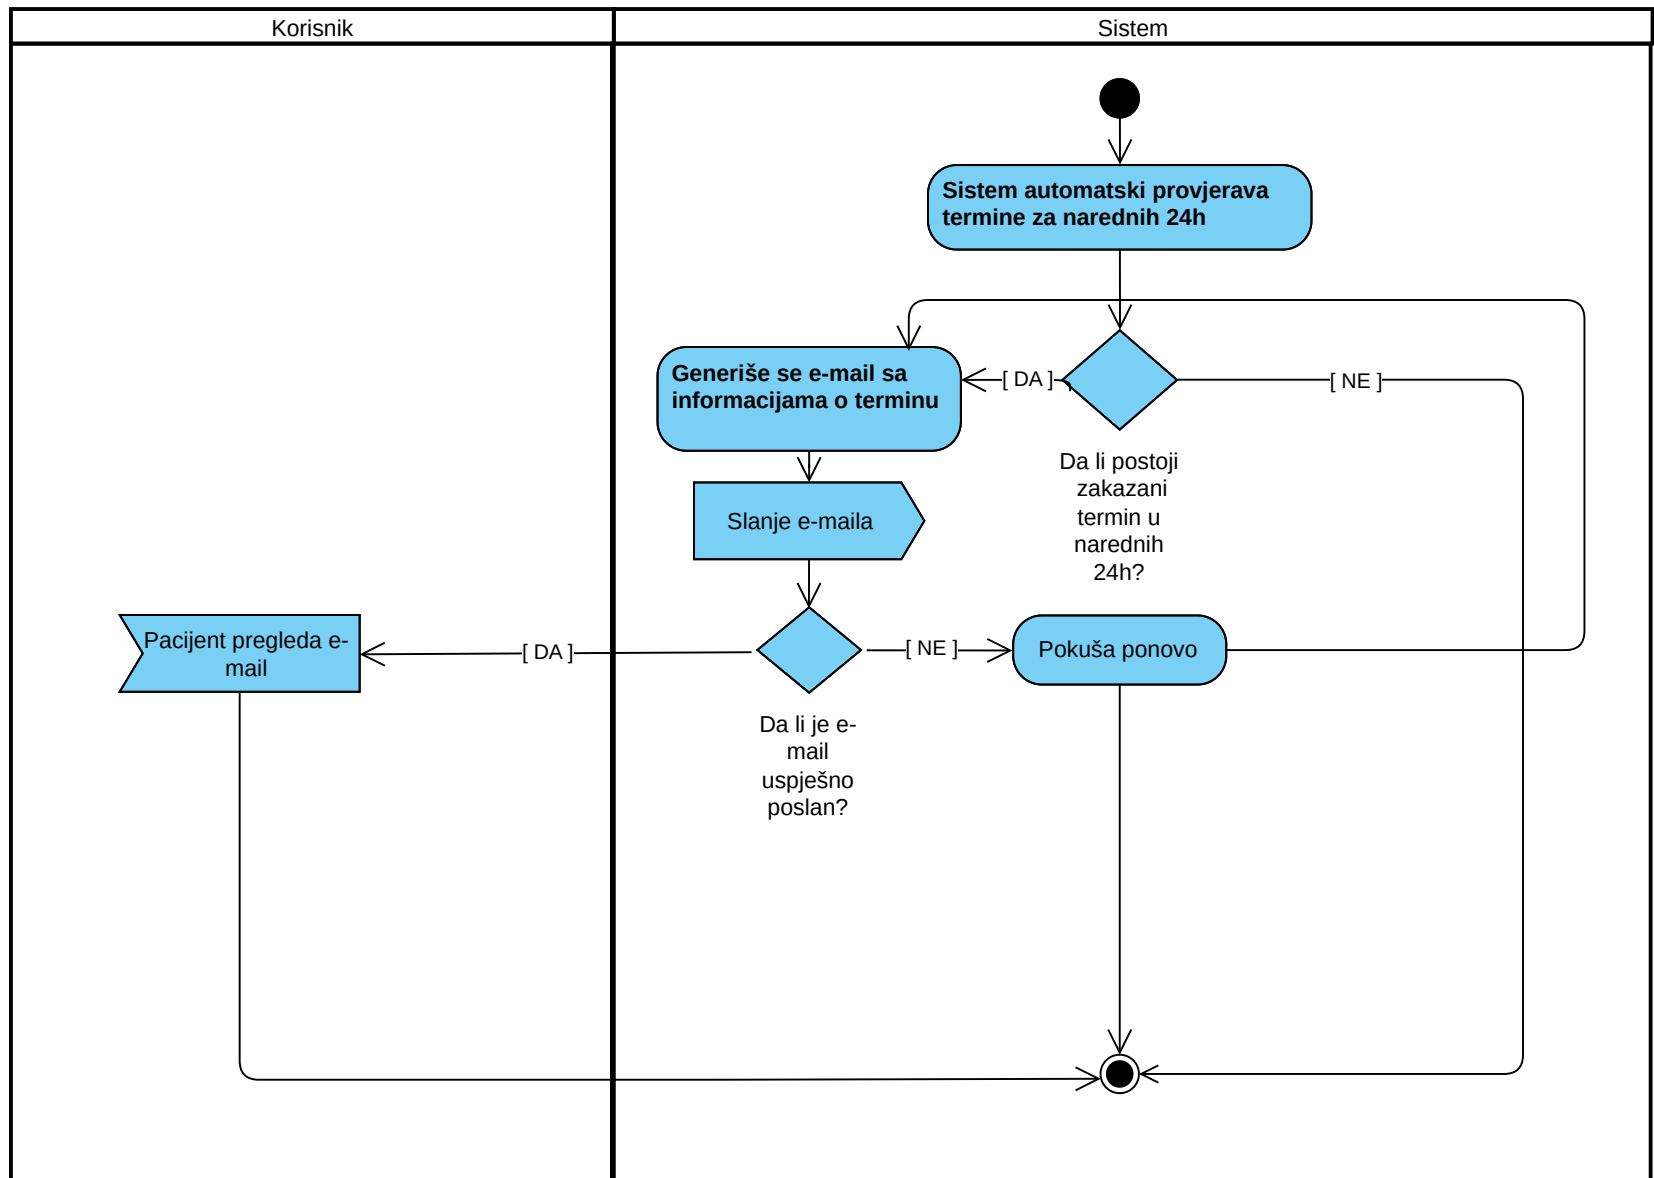 Korisnik
Sistem
Sistem automatski provjerava
termine za narednih 24h
Generiše se e-mail sa
informacijama o terminu
[ DA ]
[ NE ]
Da li postoji
zakazani
termin u
narednih
24h?
Slanje e-maila
Pacijent pregleda e-
mail
[ DA ]
[ NE ]
Pokuša ponovo
Da li je e-
mail
uspješno
poslan?